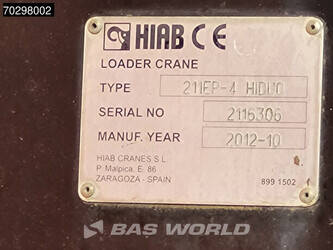 70298002
HIAB CE
LOADER CRANE
TYPE 211EP-4 HIDUO
SERIAL NO 2116306
MANUF. YEAR 2012-10
HIAB CRANES S.L.
P. Malpica, E, 86
ZARAGOZA - SPAIN
899 1502
BAS WORLD